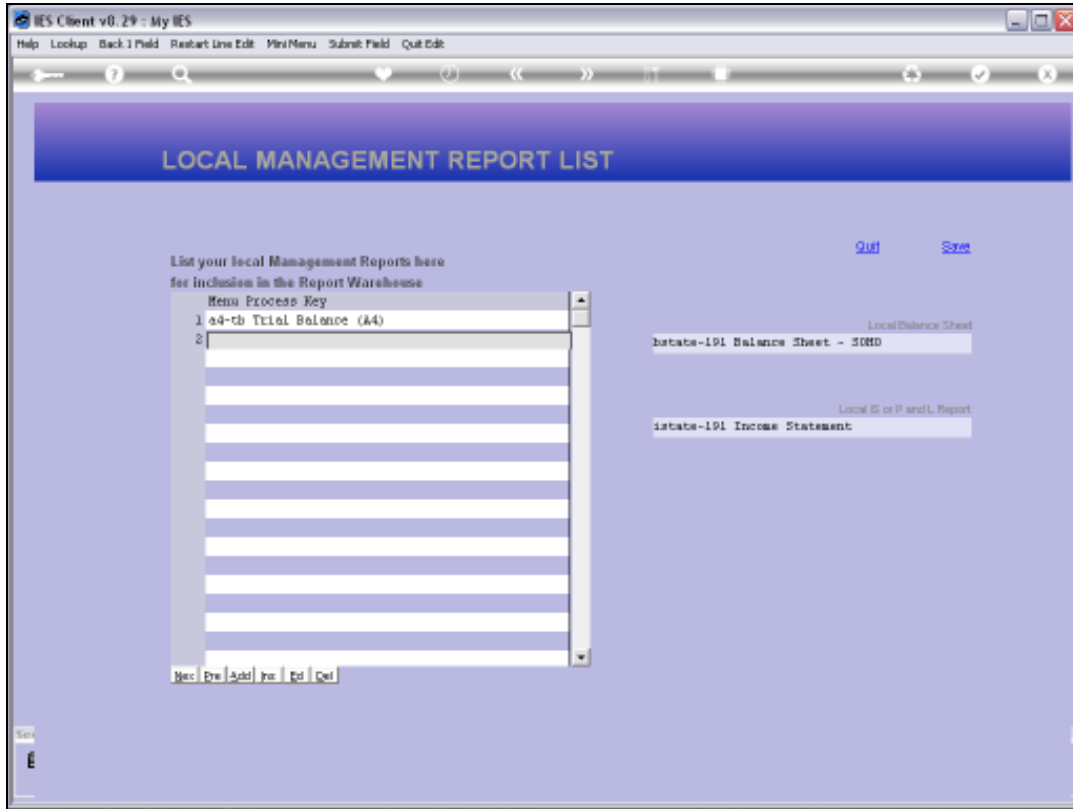 IES Client v8.29 : My IES
Help Lookup Back 1 Field Restart Line Edit Mini Menu Submit Field Quit Edit
LOCAL MANAGEMENT REPORT LIST
Quit Save
List your local Management Reports here
for inclusion in the Report Warehouse
Menu Process Key
1 a4-tb Trial Balance (A4)
2
Local Balance Sheet
bstate-191 Balance Sheet - SOHO
Local IS or P and L Report
istate-191 Income Statement
Nex Pre Add Ins Ed Del